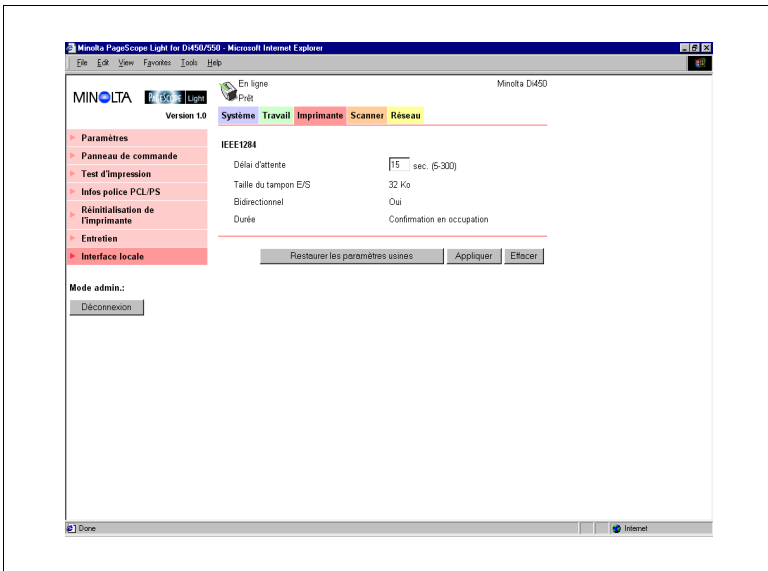 Minolta PageScope Light for Di450/550 - Microsoft Internet Explorer
File Edit View Favorites Tools Help
MINOLTA PAGESCOPE Light
Version 1.0
En ligne
Prêt
Minolta Di450
Système Travail Imprimante Scanner Réseau
Paramètres
Panneau de commande
Test d'impression
Infos police PCL/PS
Réinitialisation de
l'imprimante
Entretien
Interface locale
Mode admin.:
Déconnexion
IEEE1284
Délai d'attente 15 sec. (5-300)
Taille du tampon E/S 32 Ko
Bidirectionnel Oui
Durée Confirmation en occupation
Restaurer les paramètres usines Appliquer Effacer
Done Internet